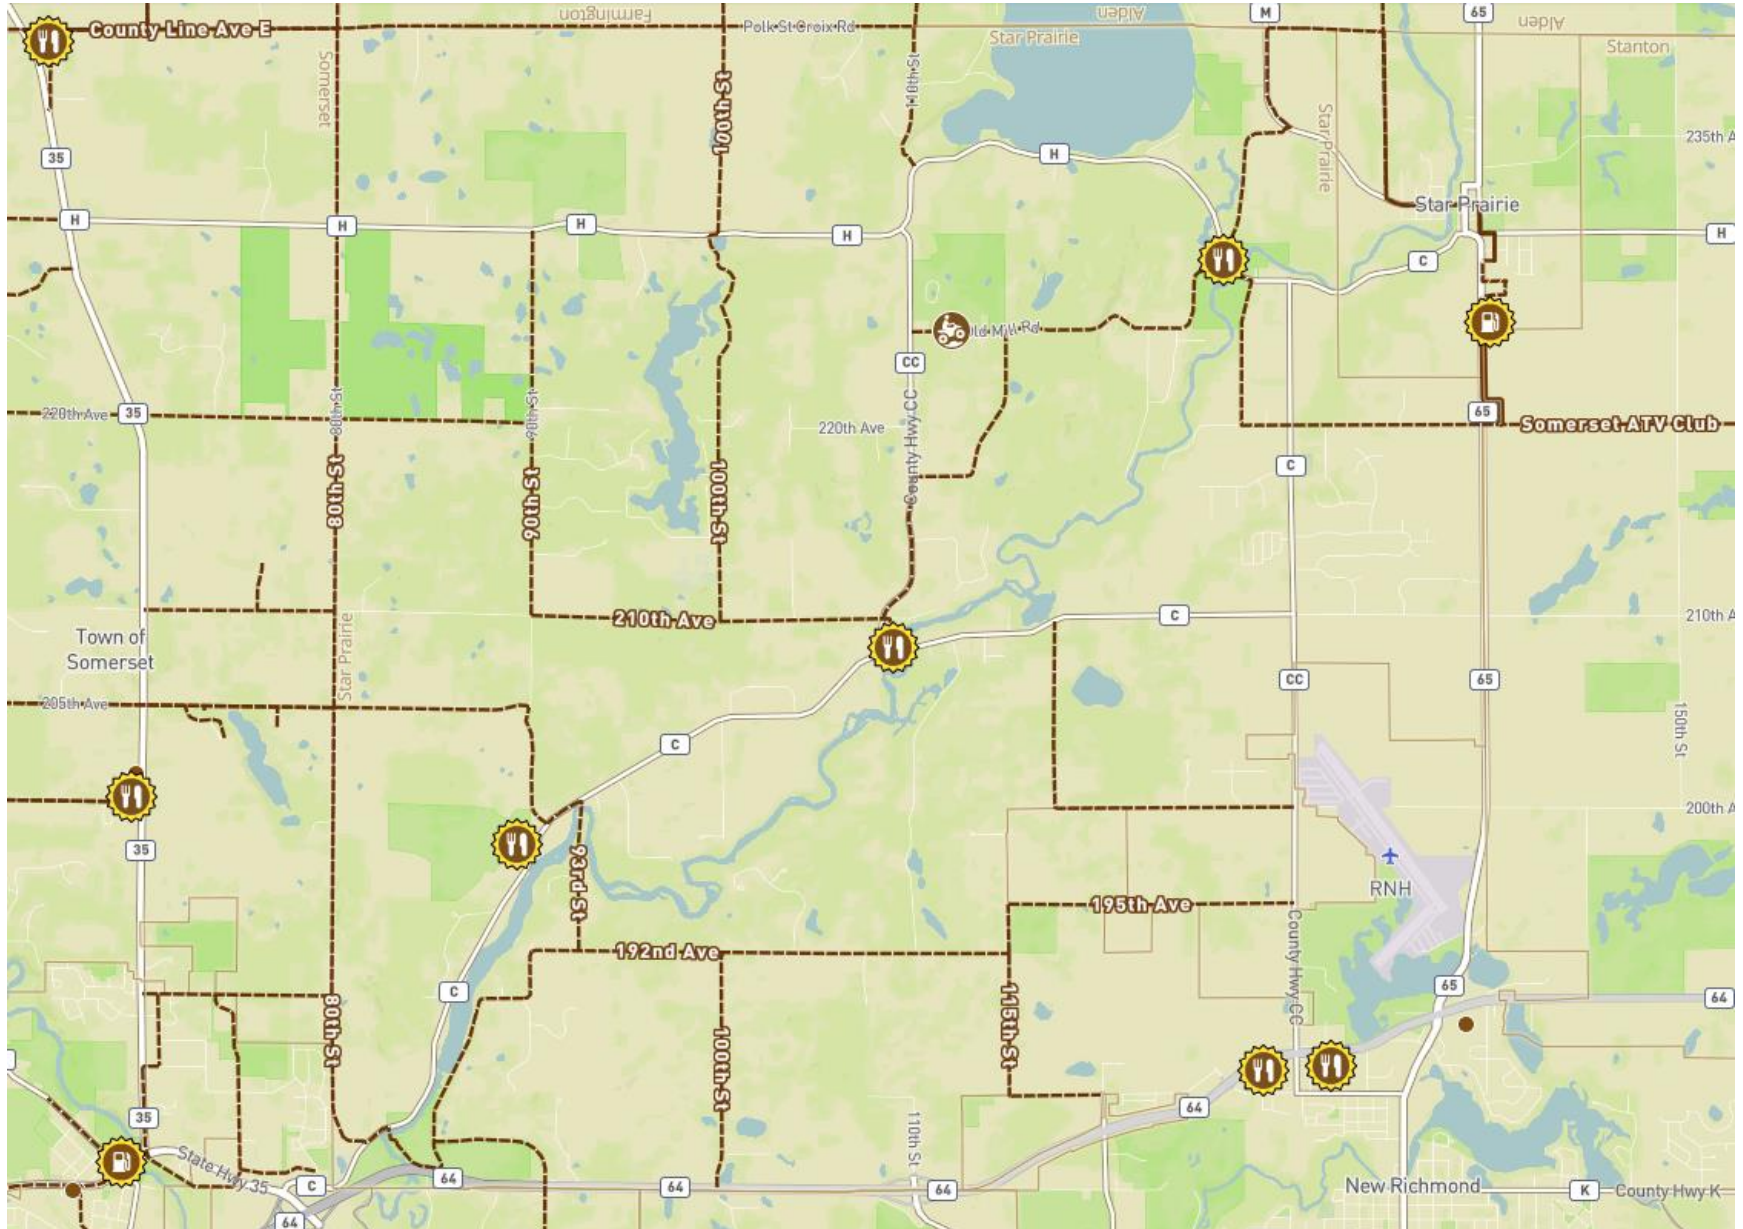 Farmington
Alden
M
65
Alden
County Line Ave E
Polk St Croix Rd
Star Prairie
Stanton
Somerset
100th St
110th St
Star Prairie
235th A
35
H
Star Prairie
H
H
H
H
H
C
Old Mill Rd
CC
220th Ave
35
80th St
90th St
220th Ave
County Hwy CC
65
Somerset ATV Club
80th St
90th St
100th St
C
210th Ave
C
210th A
Town of
Somerset
Star Prairie
CC
65
205th Ave
150th St
C
200th A
35
93rd St
RNH
195th Ave
County Hwy CC
192nd Ave
C
80th St
100th St
115th St
65
64
35
64
110th St
State Hwy 35
C
64
64
64
New Richmond
K
County Hwy K
64